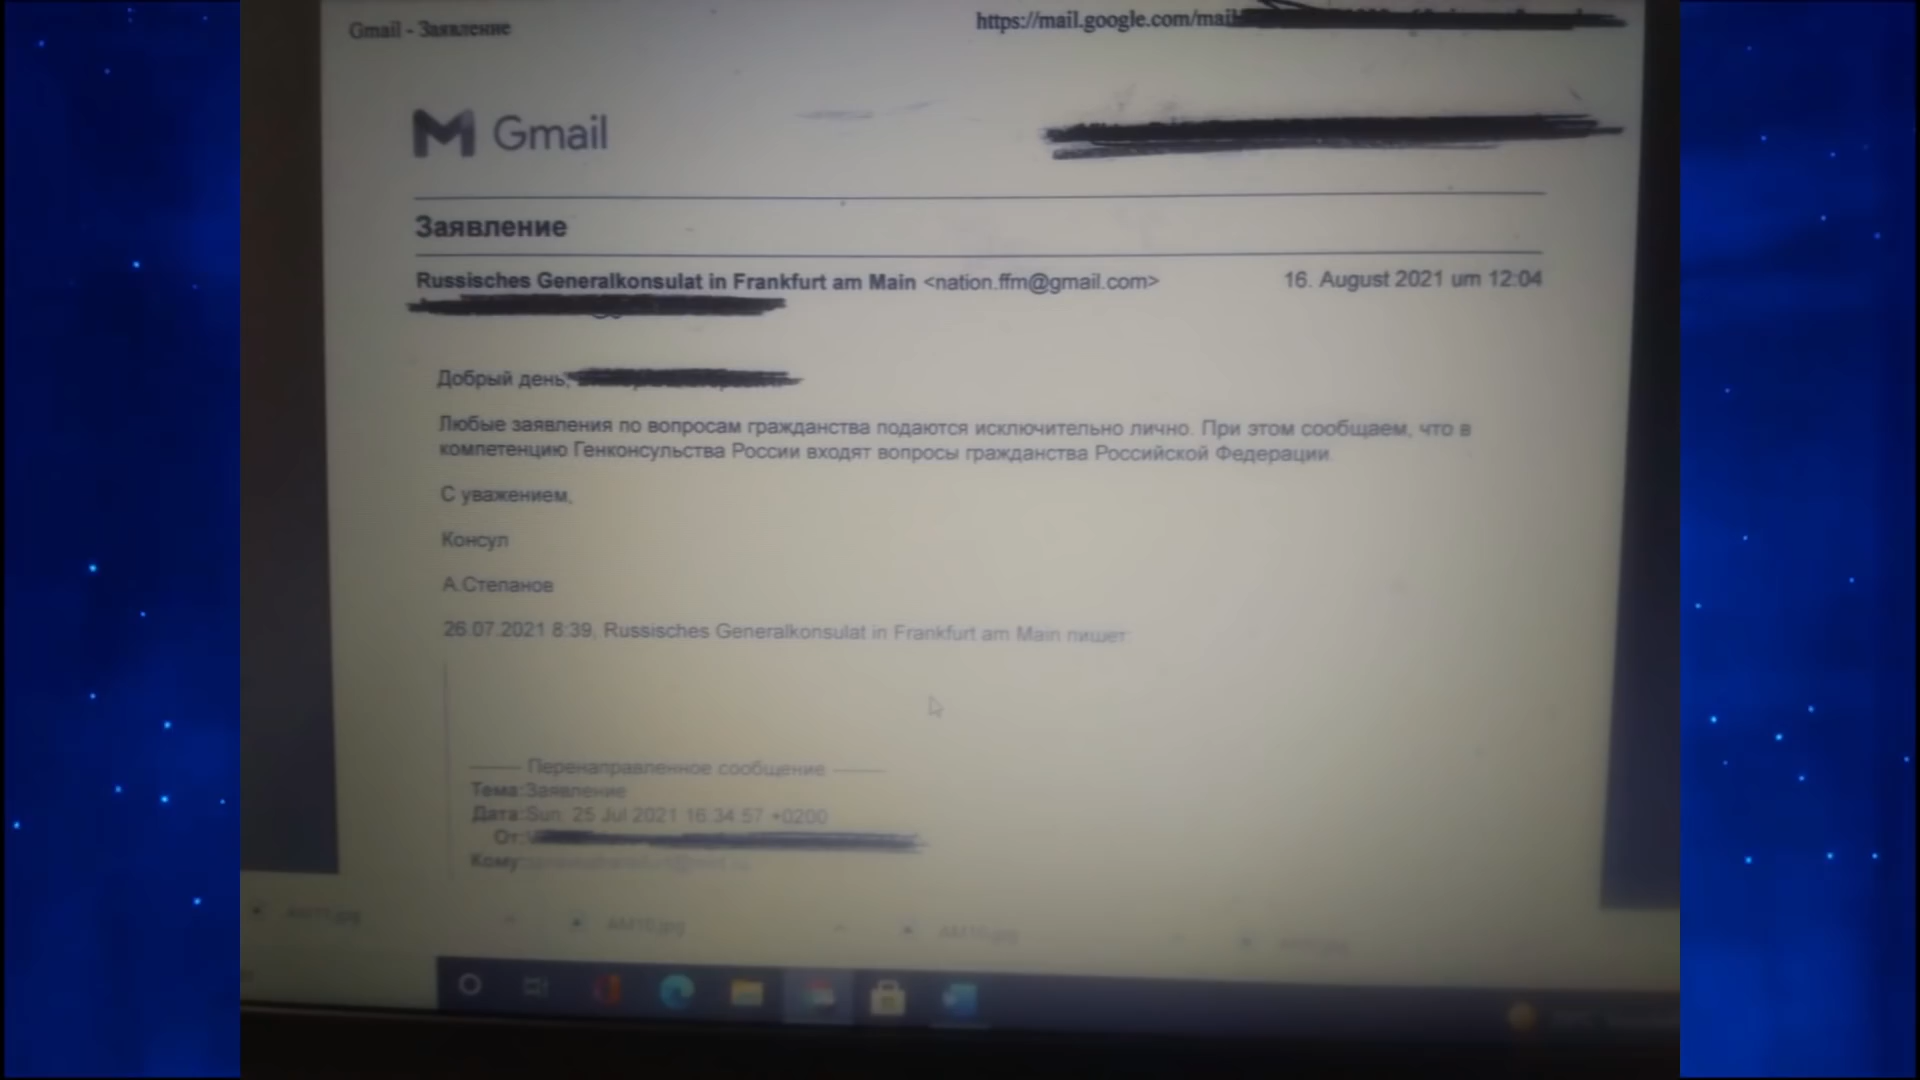 Gmail - Заявление
https://mail.google.com/mail
Gmail
Заявление
Russisches Generalkonsulat in Frankfurt am Main <nation.ffm@gmail.com>
16. August 2021 um 12:04
Добрый день,
Любые заявления по вопросам гражданства подаются исключительно лично. При этом сообщаем, что в
компетенцию Генконсульства России входят вопросы гражданства Российской Федерации.
С уважением,
Консул
А.Степанов
26.07.2021 8:39, Russisches Generalkonsulat in Frankfurt am Main пишет:
Перенаправленное сообщение
Тема:Заявление
Дата:Sun, 25 Jul 2021 16:34:57 +0200
От:
Кому:
AM10.jpg